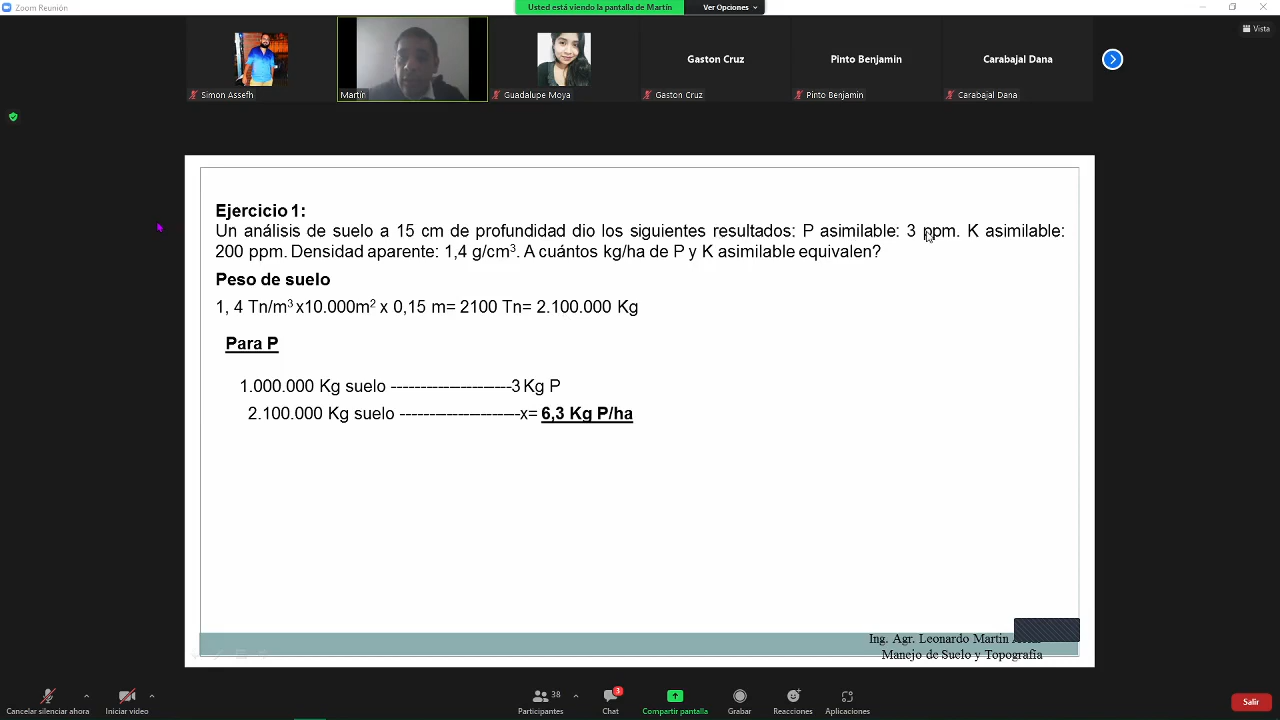 Zoom Reunión
Usted está viendo la pantalla de Martín
Ver Opciones
Vista
Gaston Cruz
Pinto Benjamin
Carabajal Dana
Simon Assefh
Martín
Guadalupe Moya
Gaston Cruz
Pinto Benjamin
Carabajal Dana
Ejercicio 1:
Un análisis de suelo a 15 cm de profundidad dio los siguientes resultados: P asimilable: 3 ppm. K asimilable:
200 ppm. Densidad aparente: 1,4 g/cm³. A cuántos kg/ha de P y K asimilable equivalen?
Peso de suelo
1, 4 Tn/m³ x10.000m² x 0,15 m= 2100 Tn= 2.100.000 Kg
Para P
1.000.000 Kg suelo ---------------------3 Kg P
2.100.000 Kg suelo ---------------------x= 6,3 Kg P/ha
Ing. Agr. Leonardo Martin
Manejo de Suelo y Topografía
Cancelar silenciar ahora
Iniciar video
38
Participantes
3
Chat
Compartir pantalla
Grabar
Reacciones
Aplicaciones
Salir